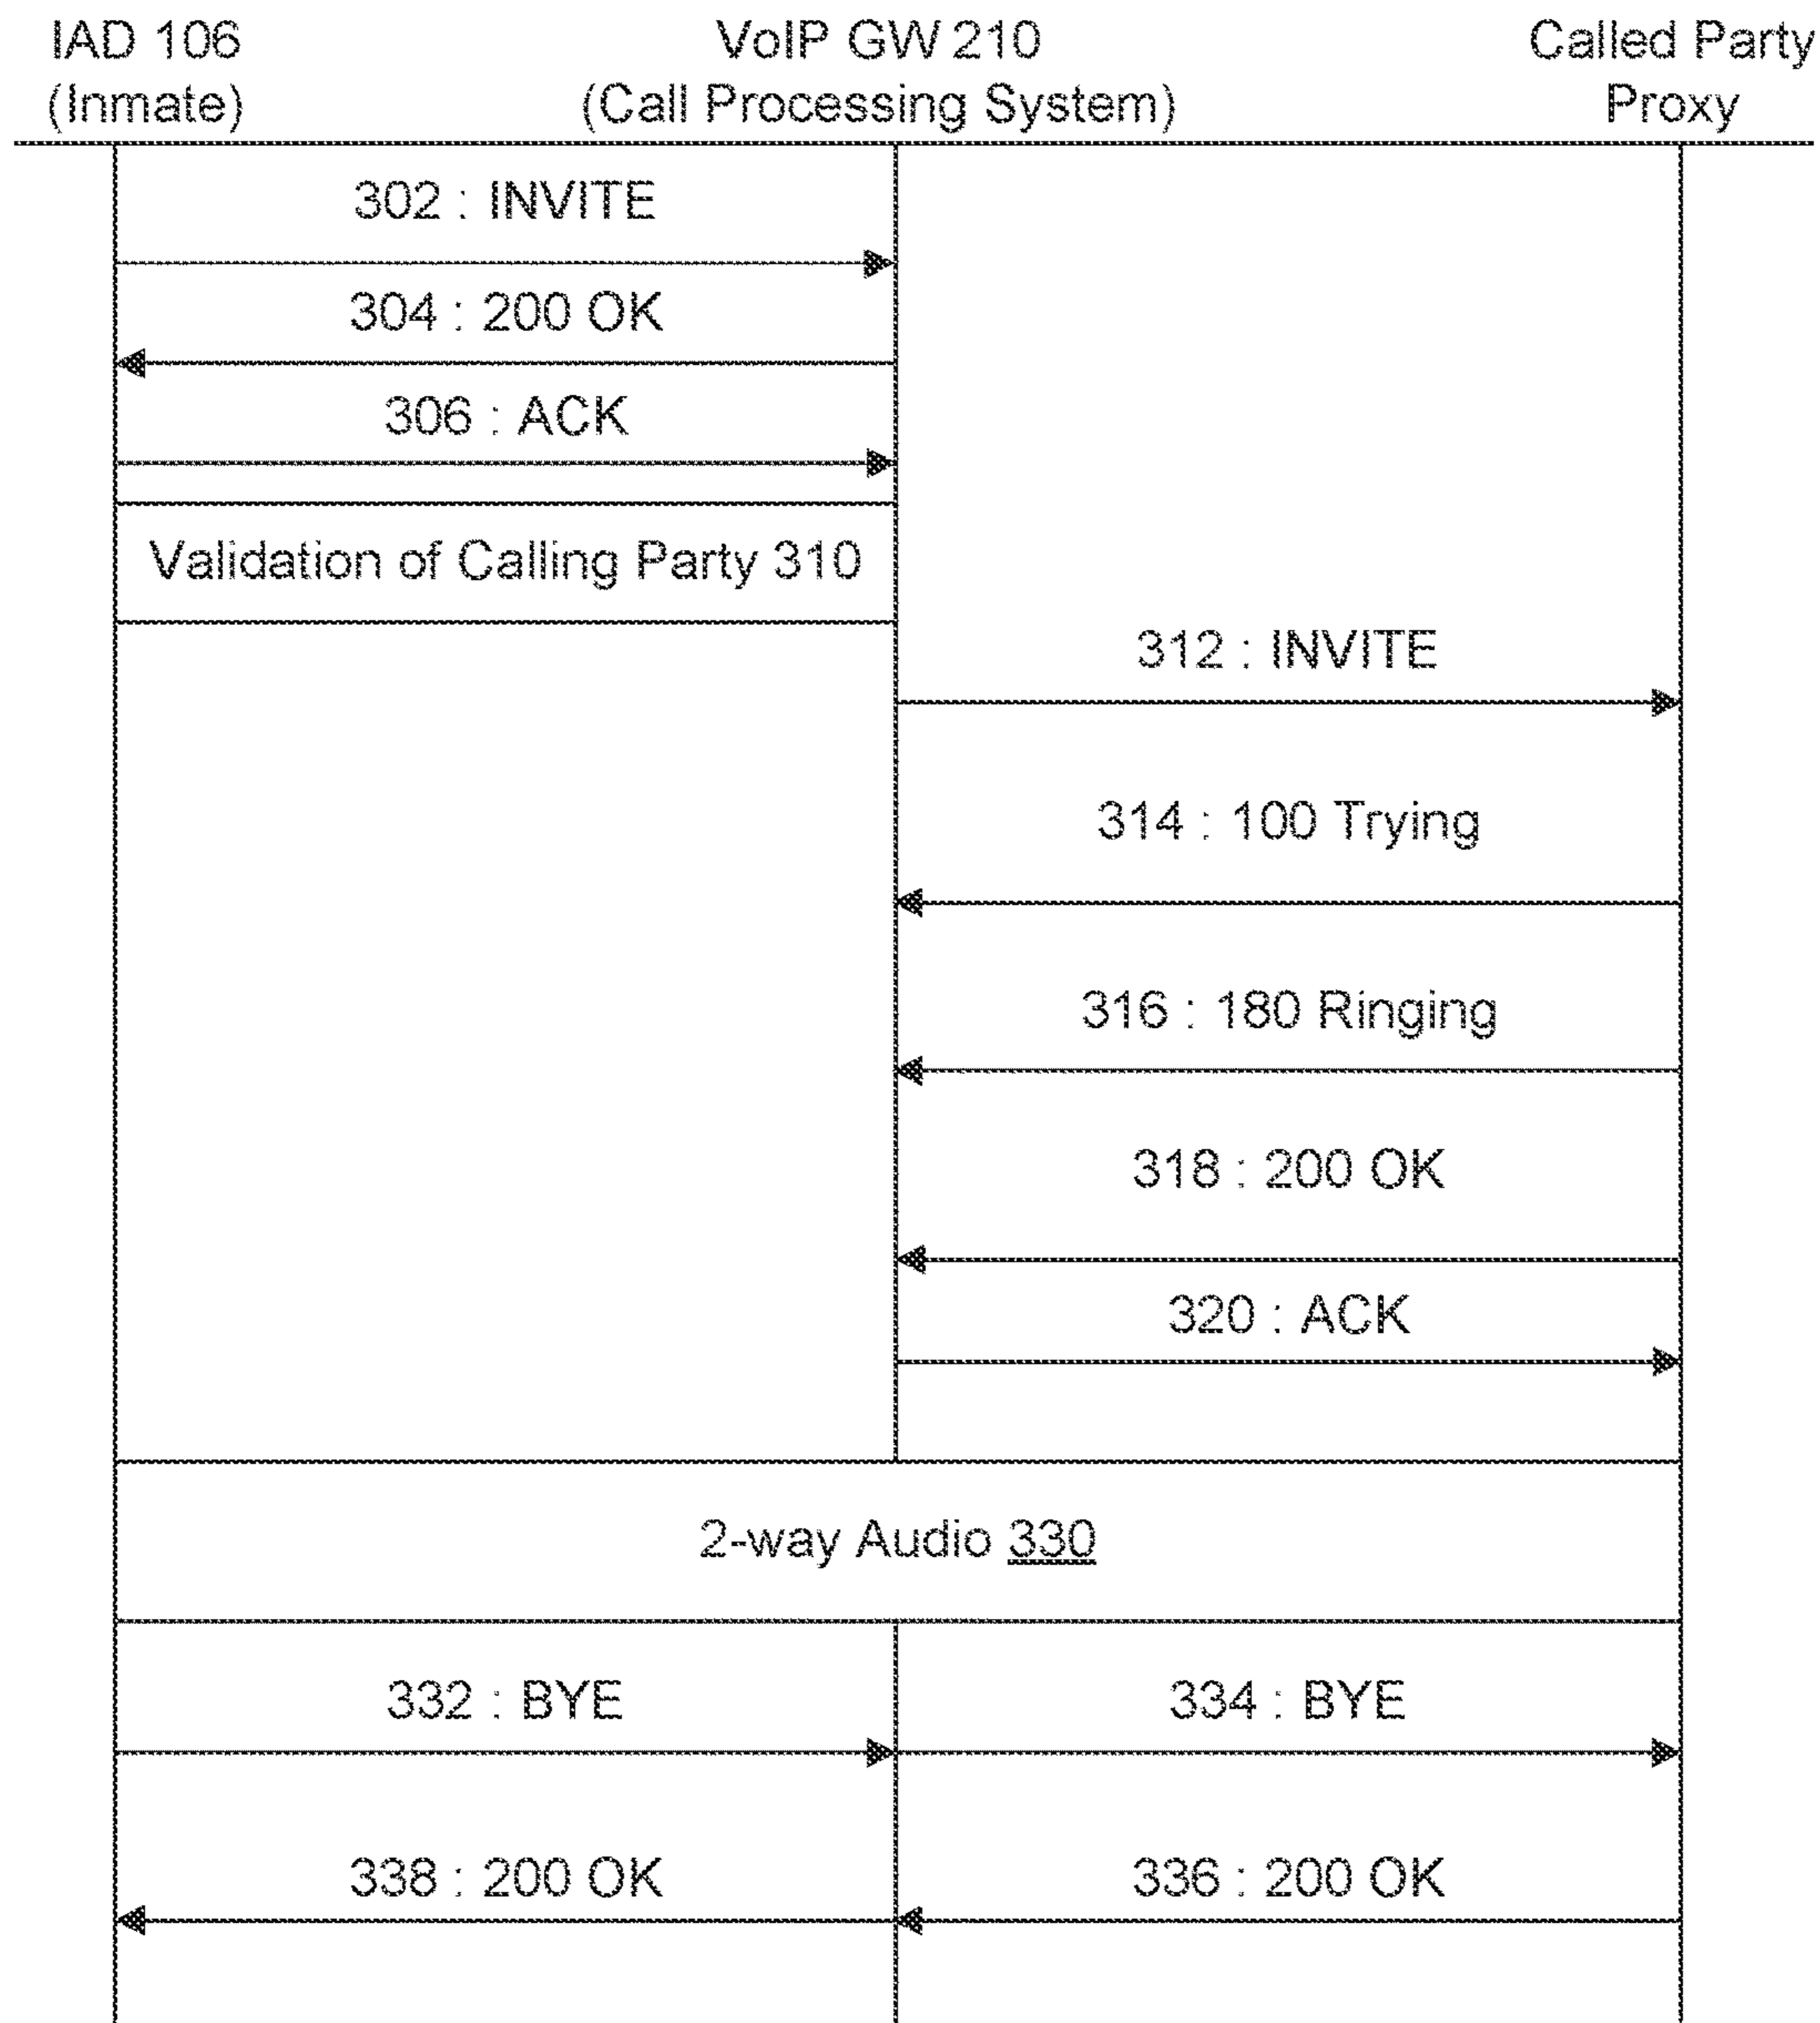 IAD 106
(Inmate)
VoIP GW 210
(Call Processing System)
Called Party
Proxy
302 : INVITE
304 : 200 OK
306 : ACK
Validation of Calling Party 310
312 : INVITE
314 : 100 Trying
316 : 180 Ringing
318 : 200 OK
320 : ACK
2-way Audio 330
332 : BYE
334 : BYE
338 : 200 OK
336 : 200 OK